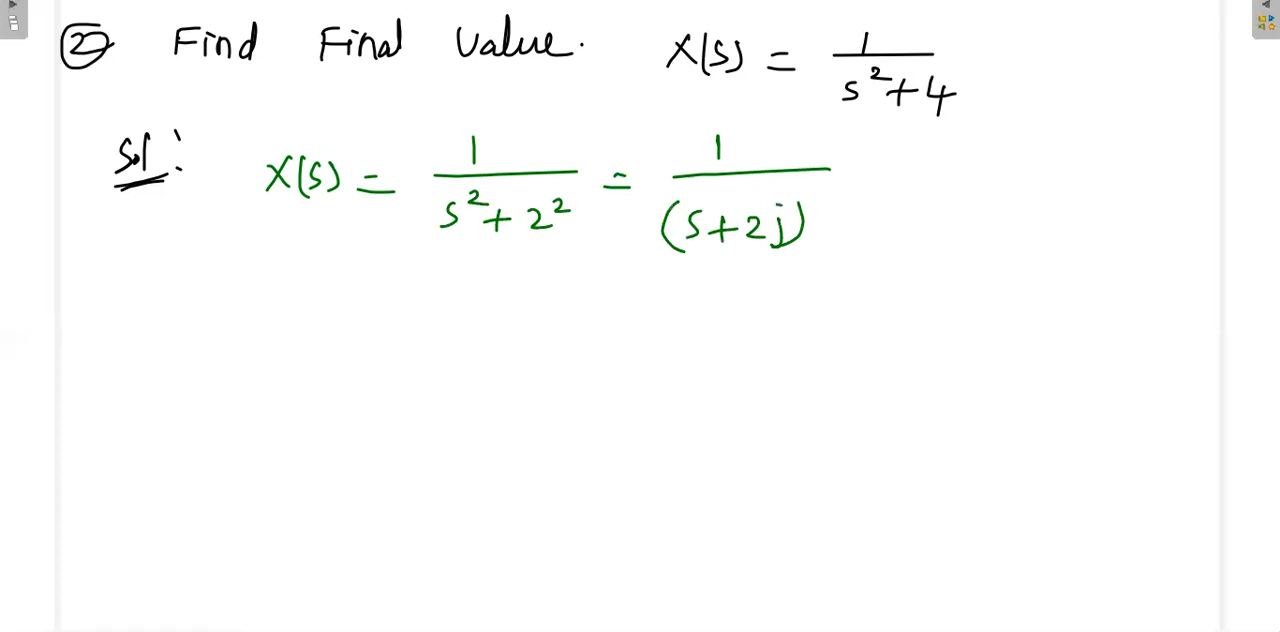 ② Find Final Value. X(s) = 1/(s²+4)
Sol: X(s) = 1/(s²+2²) = 1/(s+2j)